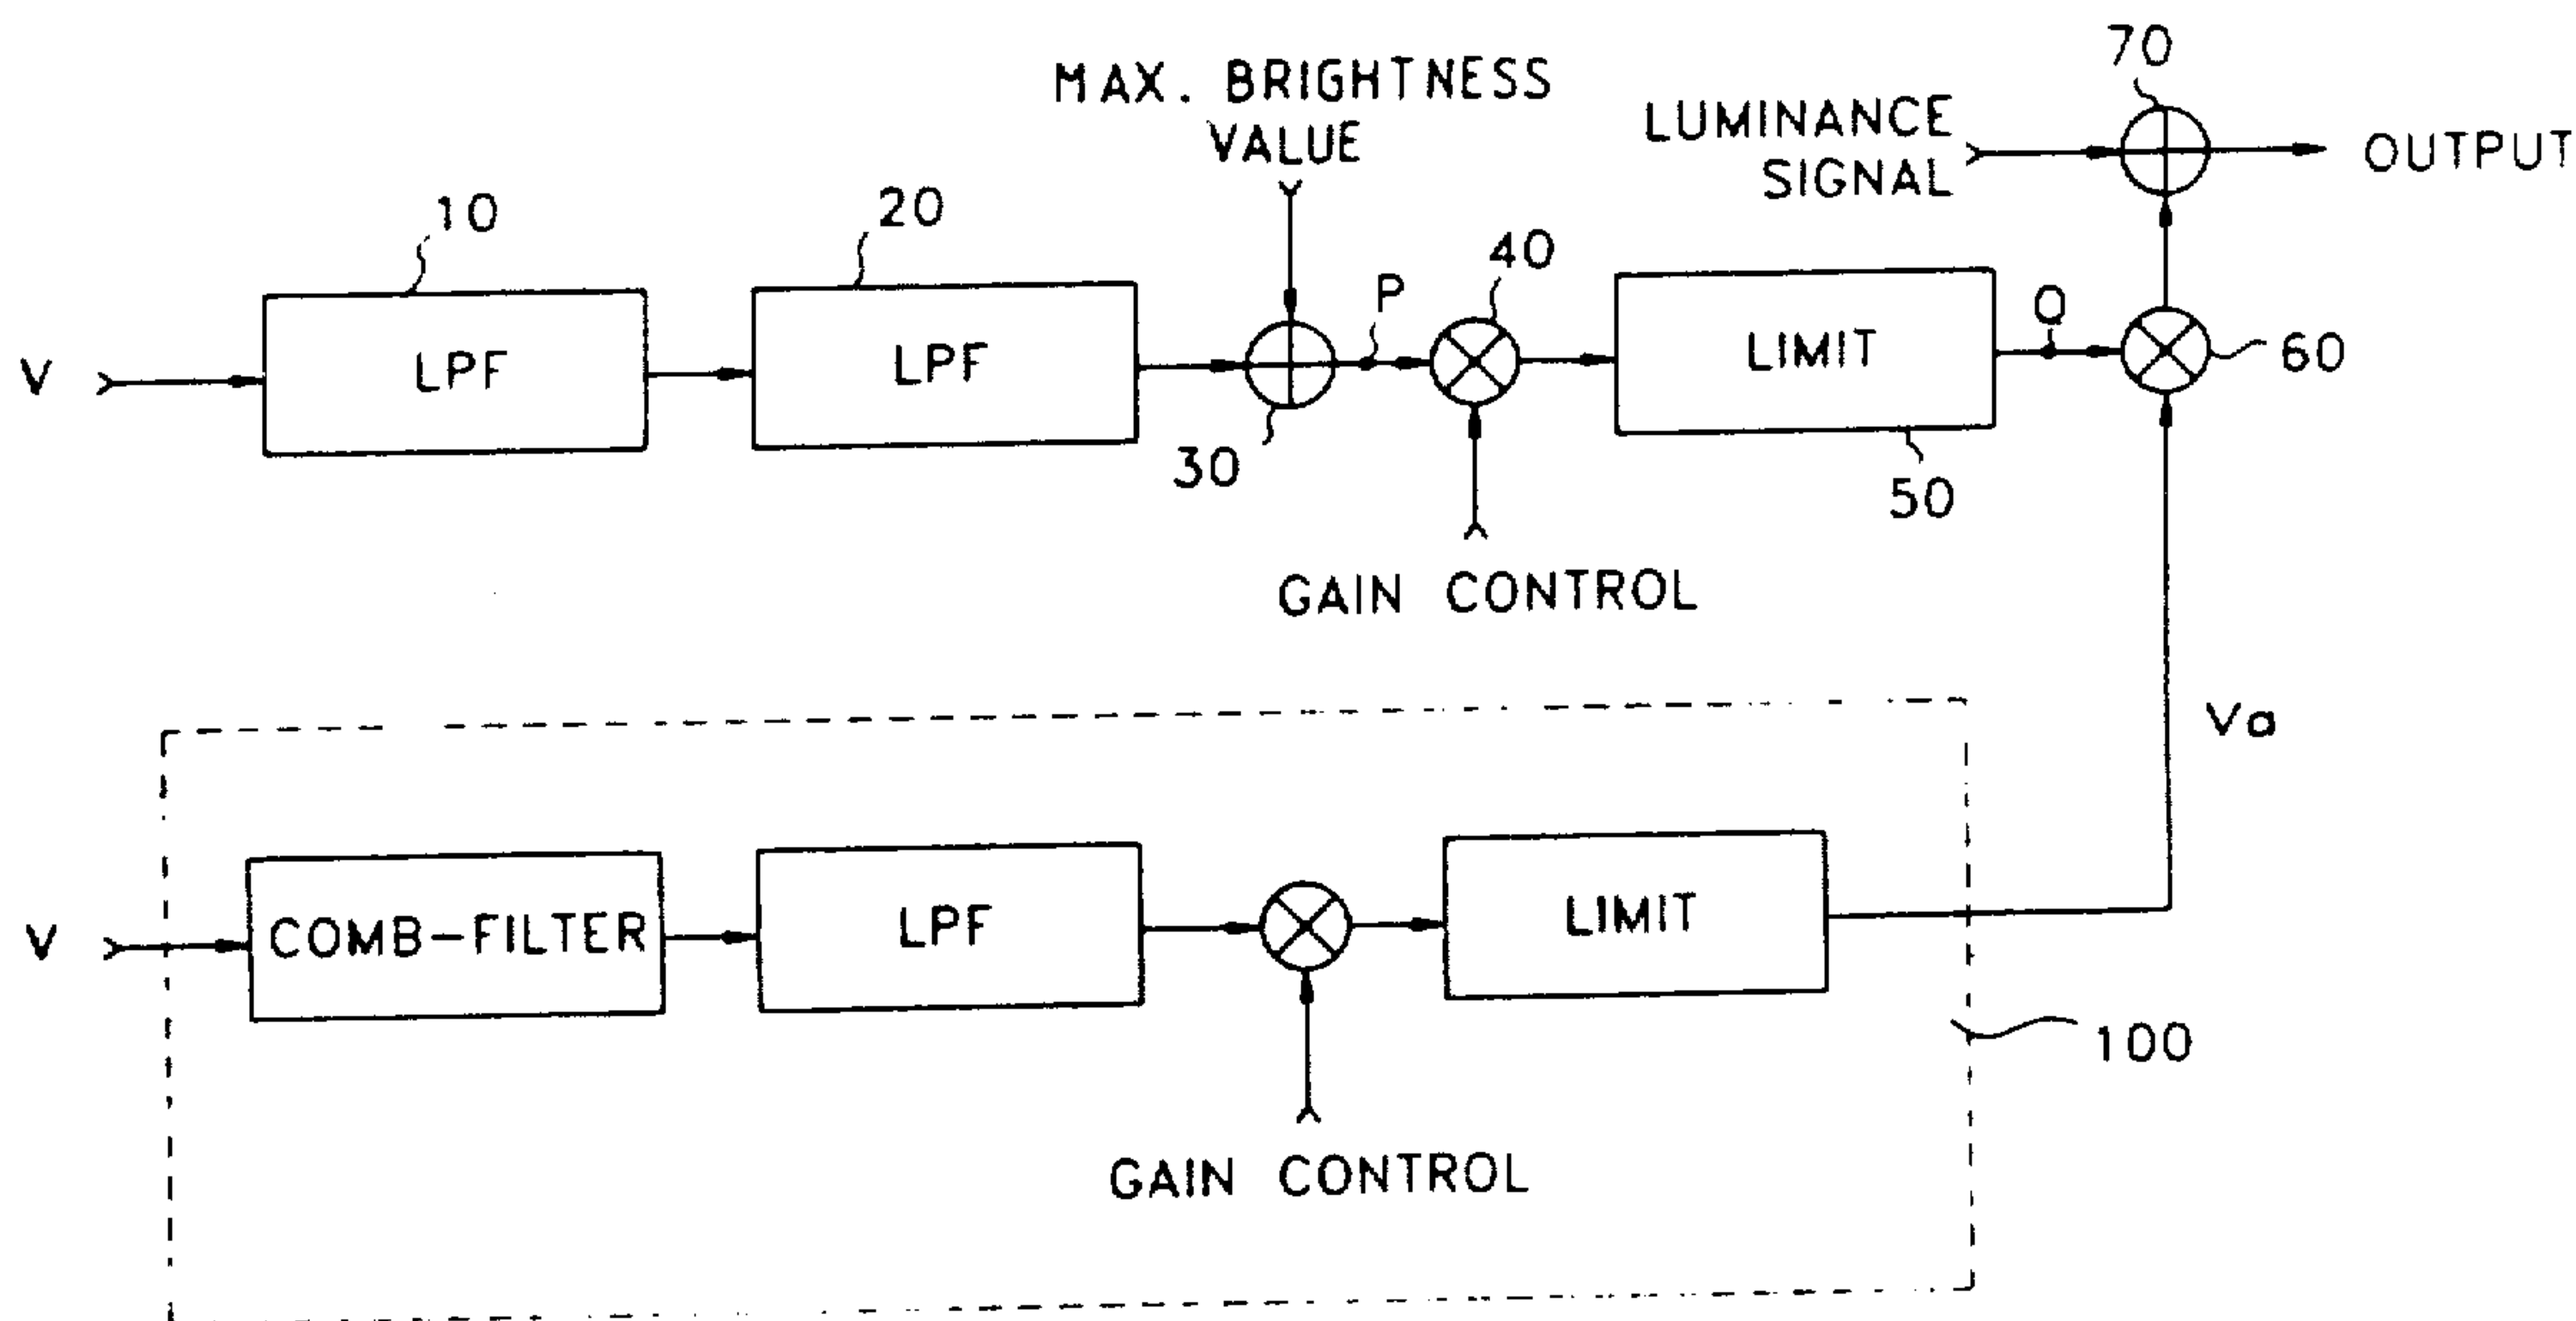 70
MAX. BRIGHTNESS
VALUE
LUMINANCE
SIGNAL
OUTPUT
10
20
V
LPF
LPF
30
P
40
LIMIT
50
Q
60
GAIN CONTROL
Va
V
COMB-FILTER
LPF
LIMIT
100
GAIN CONTROL